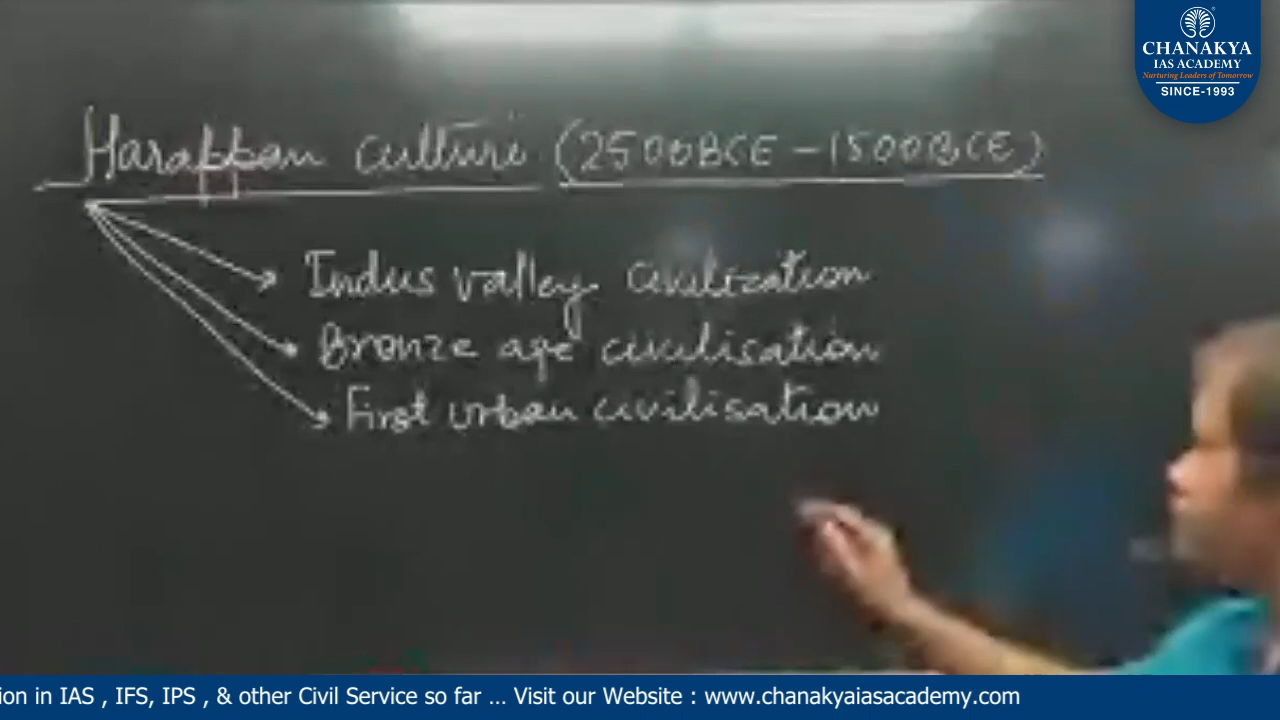 CHANAKYA
IAS ACADEMY
Nurturing Leaders of Tomorrow
SINCE-1993
Harappan culture (2500BCE - 1500BCE)
Indus valley civilization
Bronze age civilisation
First urban civilisation
ion in IAS , IFS, IPS , & other Civil Service so far ... Visit our Website : www.chanakyaiasacademy.com